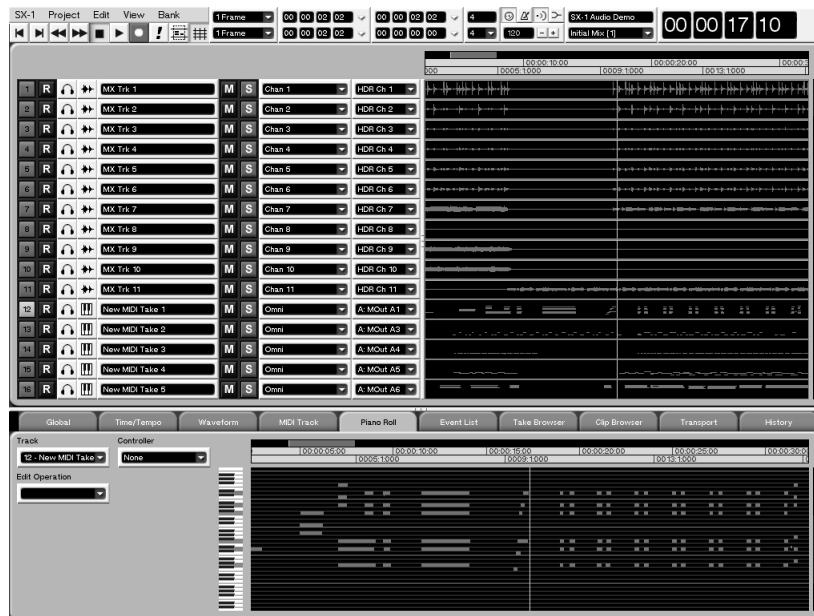 SX-1 Project Edit View Bank
1 Frame 00 00 02 02 00 00 02 02 4 SX-1 Audio Demo
1 Frame 00 00 02 02 00 00 00 00 4 120 - + Initial Mix [1] 00 00 17 10
00:00:10:00 00:00:20:00
0005:1:000 0009:1:000 0013:1:000
1 R MX Trk 1 M S Chan 1 HDR Ch 1
2 R MX Trk 2 M S Chan 2 HDR Ch 2
3 R MX Trk 3 M S Chan 3 HDR Ch 3
4 R MX Trk 4 M S Chan 4 HDR Ch 4
5 R MX Trk 5 M S Chan 5 HDR Ch 5
6 R MX Trk 6 M S Chan 6 HDR Ch 6
7 R MX Trk 7 M S Chan 7 HDR Ch 7
8 R MX Trk 8 M S Chan 8 HDR Ch 8
9 R MX Trk 9 M S Chan 9 HDR Ch 9
10 R MX Trk 10 M S Chan 10 HDR Ch 10
11 R MX Trk 11 M S Chan 11 HDR Ch 11
12 R New MIDI Take 1 M S Omni A: MOut A1
13 R New MIDI Take 2 M S Omni A: MOut A3
14 R New MIDI Take 3 M S Omni A: MOut A4
15 R New MIDI Take 4 M S Omni A: MOut A5
16 R New MIDI Take 5 M S Omni A: MOut A6
Global Time/Tempo Waveform MIDI Track Piano Roll Event List Take Browser Clip Browser Transport History
Track Controller
12 - New MIDI Take None
Edit Operation
00:00:05:00 00:00:10:00 00:00:15:00 00:00:20:00 00:00:25:00 00:00:30:00
0005:1:000 0009:1:000 0013:1:000